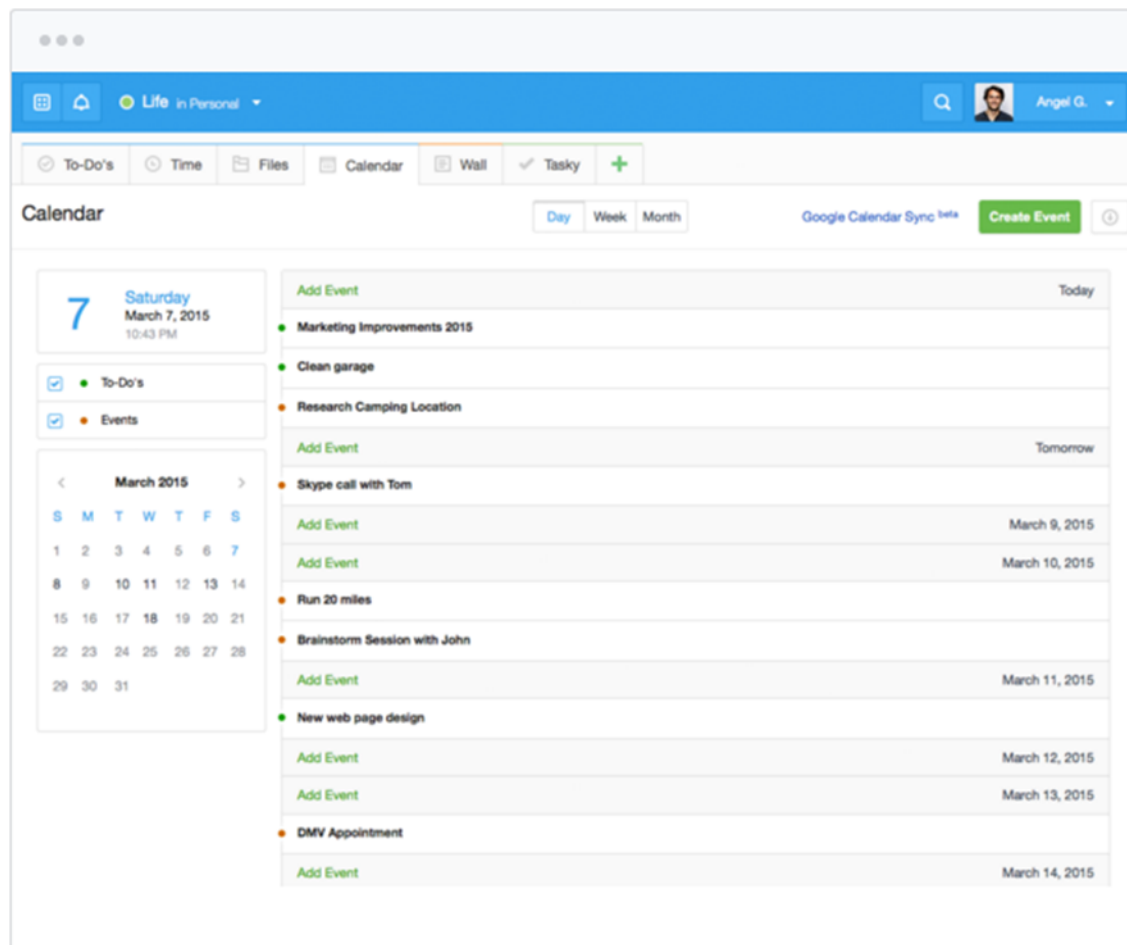 Life in Personal
Angel G.
To-Do's Time Files Calendar Wall Tasky +
Calendar
Day Week Month
Google Calendar Sync beta
Create Event
7
Saturday
March 7, 2015
10:43 PM
To-Do's
Events
< March 2015 >
S M T W T F S
1 2 3 4 5 6 7
8 9 10 11 12 13 14
15 16 17 18 19 20 21
22 23 24 25 26 27 28
29 30 31
Add Event Today
Marketing Improvements 2015
Clean garage
Research Camping Location
Add Event Tomorrow
Skype call with Tom
Add Event March 9, 2015
Add Event March 10, 2015
Run 20 miles
Brainstorm Session with John
Add Event March 11, 2015
New web page design
Add Event March 12, 2015
Add Event March 13, 2015
DMV Appointment
Add Event March 14, 2015